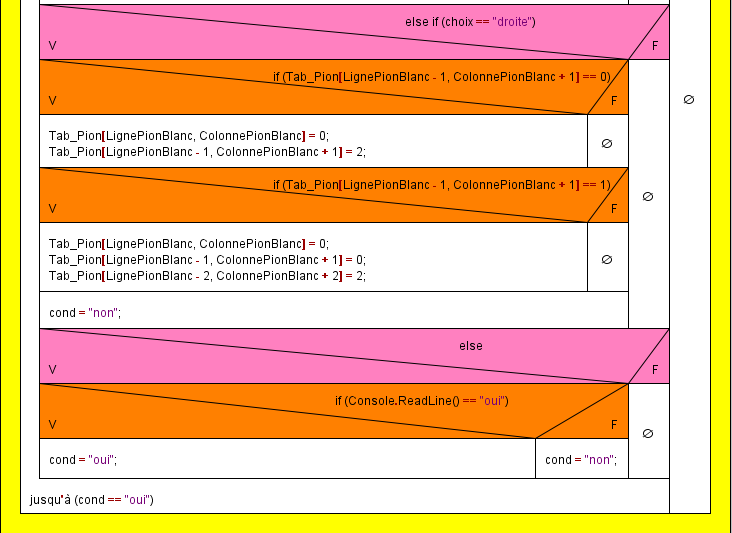 else if (choix == "droite")
V
F
if (Tab_Pion[LignePionBlanc - 1, ColonnePionBlanc + 1] == 0)
V
F
∅
Tab_Pion[LignePionBlanc, ColonnePionBlanc] = 0;
Tab_Pion[LignePionBlanc - 1, ColonnePionBlanc + 1] = 2;
∅
if (Tab_Pion[LignePionBlanc - 1, ColonnePionBlanc + 1] == 1)
V
F
∅
Tab_Pion[LignePionBlanc, ColonnePionBlanc] = 0;
Tab_Pion[LignePionBlanc - 1, ColonnePionBlanc + 1] = 0;
Tab_Pion[LignePionBlanc - 2, ColonnePionBlanc + 2] = 2;
∅
cond = "non";
else
V
F
if (Console.ReadLine() == "oui")
V
F
∅
cond = "oui";
cond = "non";
jusqu'à (cond == "oui")